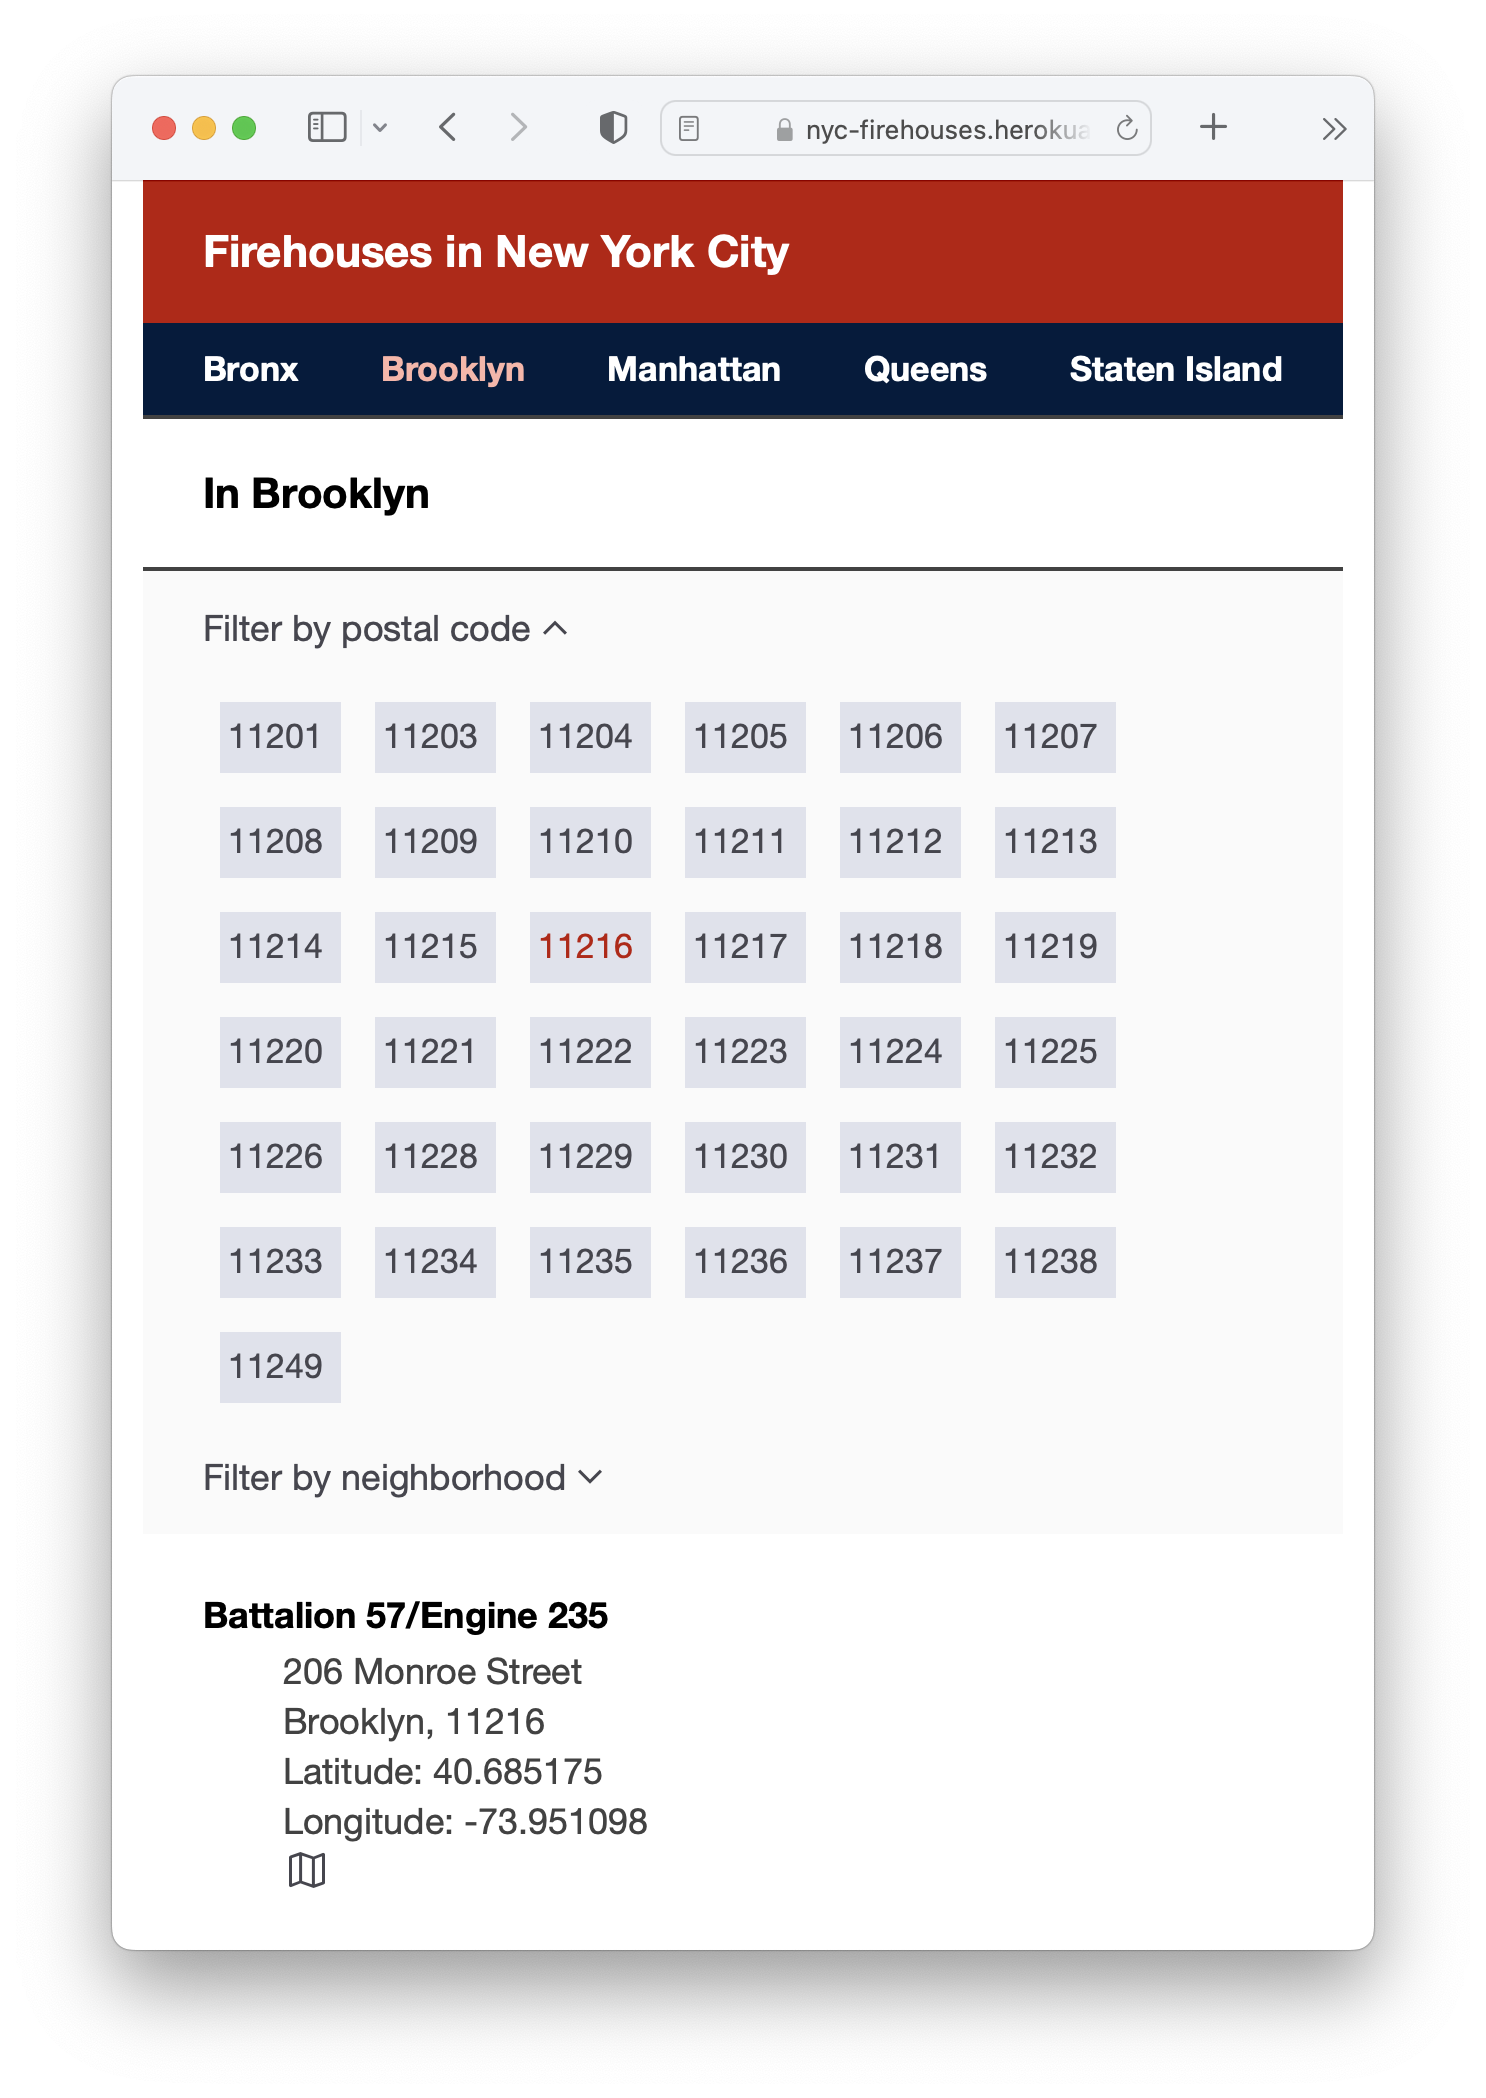 nyc-firehouses.herokua
Firehouses in New York City
Bronx Brooklyn Manhattan Queens Staten Island
In Brooklyn
Filter by postal code
11201 11203 11204 11205 11206 11207
11208 11209 11210 11211 11212 11213
11214 11215 11216 11217 11218 11219
11220 11221 11222 11223 11224 11225
11226 11228 11229 11230 11231 11232
11233 11234 11235 11236 11237 11238
11249
Filter by neighborhood
Battalion 57/Engine 235
206 Monroe Street
Brooklyn, 11216
Latitude: 40.685175
Longitude: -73.951098